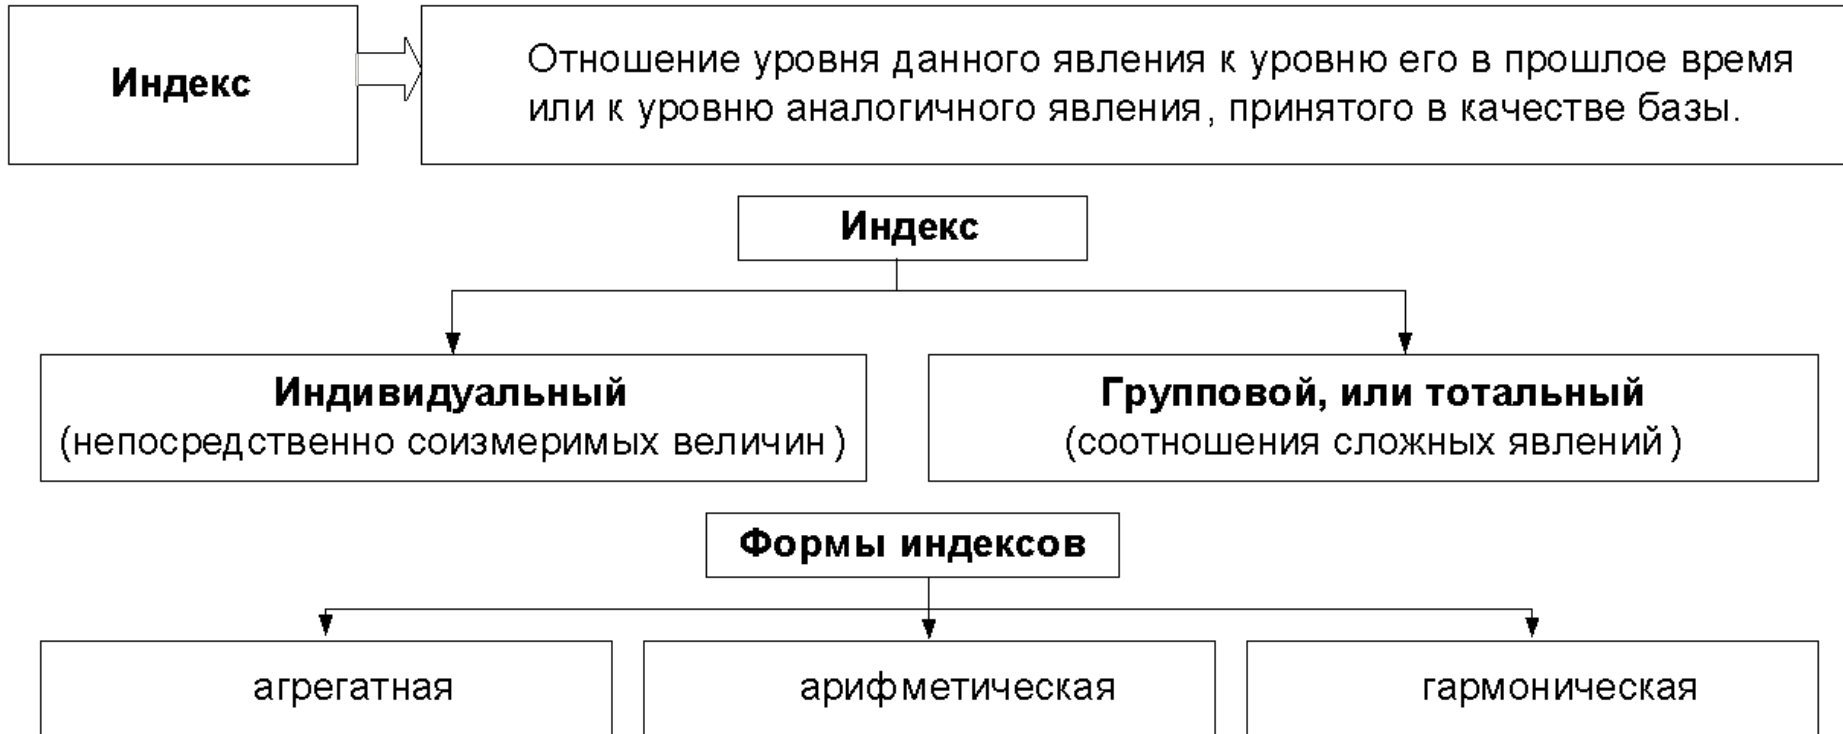 Индекс
Отношение уровня данного явления к уровню его в прошлое время
или к уровню аналогичного явления, принятого в качестве базы.
Индекс
Индивидуальный
(непосредственно соизмеримых величин)
Групповой, или тотальный
(соотношения сложных явлений)
Формы индексов
агрегатная
арифметическая
гармоническая